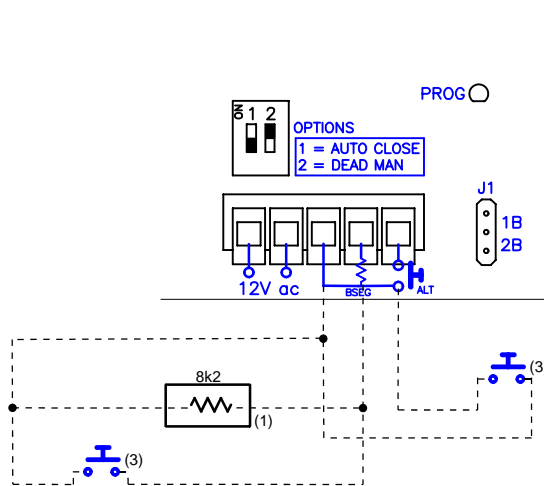 PROG
ON
1 2
OPTIONS
1 = AUTO CLOSE
2 = DEAD MAN
J1
1B
2B
12V ac
BSEG
ALT
8k2
(1)
(3
(3)